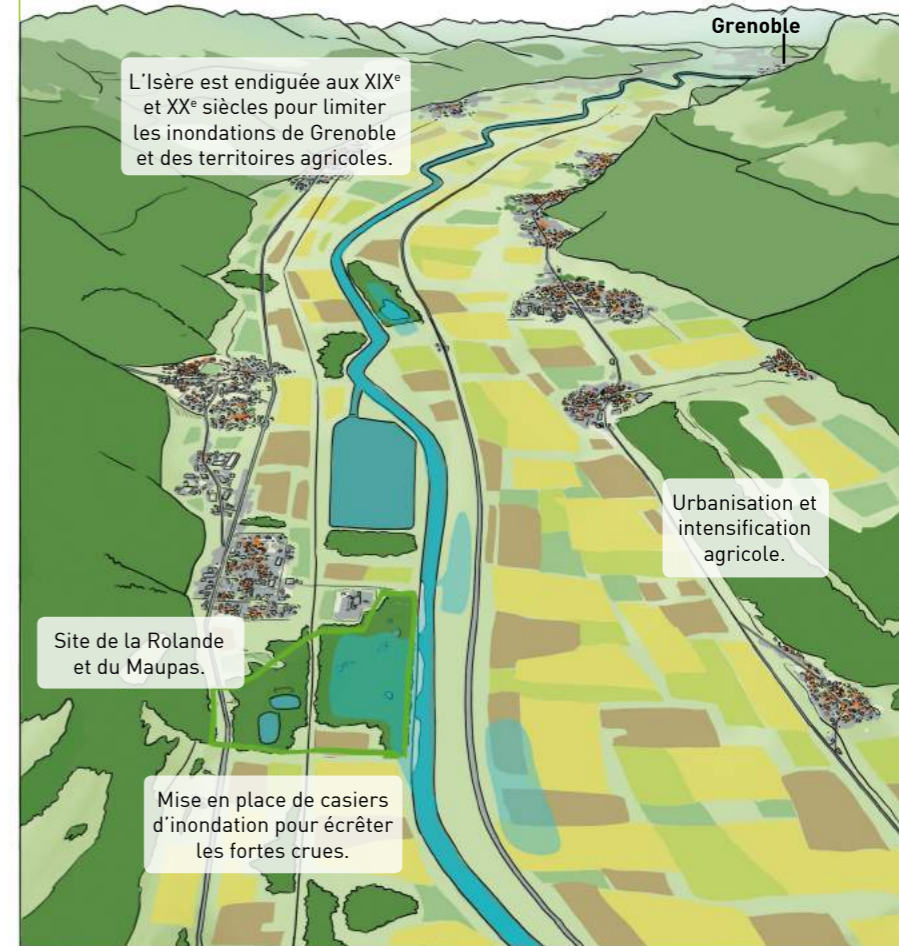 Grenoble
L'Isère est endiguée aux XIXᵉ
et XXᵉ siècles pour limiter
les inondations de Grenoble
et des territoires agricoles.
Urbanisation et
intensification
agricole.
Site de la Rolande
et du Maupas.
Mise en place de casiers
d'inondation pour écrêter
les fortes crues.